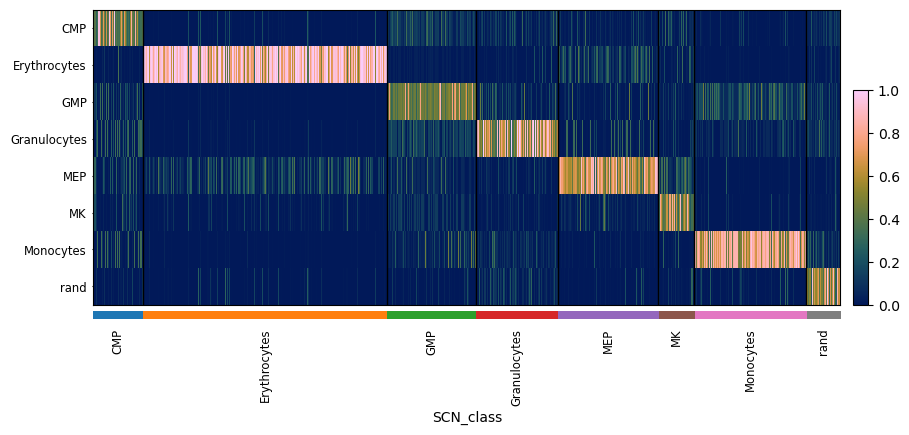 CMP
Erythrocytes
GMP
Granulocytes
MEP
MK
Monocytes
rand
1.0
0.8
0.6
0.4
0.2
0.0
CMP
Erythrocytes
GMP
Granulocytes
MEP
MK
Monocytes
rand
SCN_class